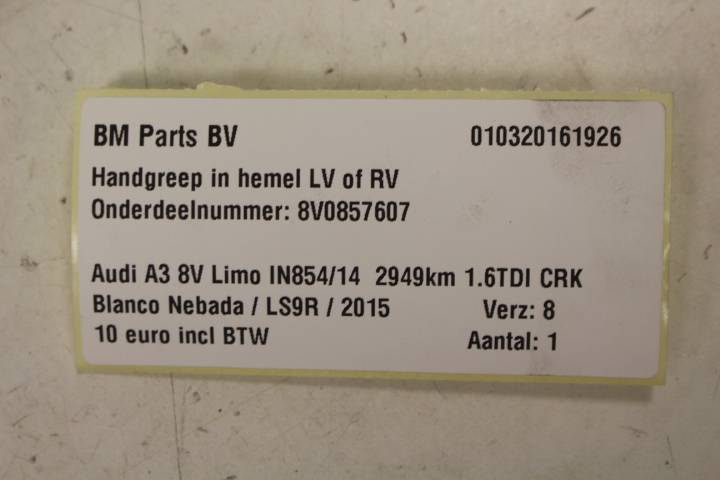 BM Parts BV 010320161926
Handgreep in hemel LV of RV
Onderdeelnummer: 8V0857607
Audi A3 8V Limo IN854/14 2949km 1.6TDI CRK
Blanco Nebada / LS9R / 2015 Verz: 8
10 euro incl BTW Aantal: 1